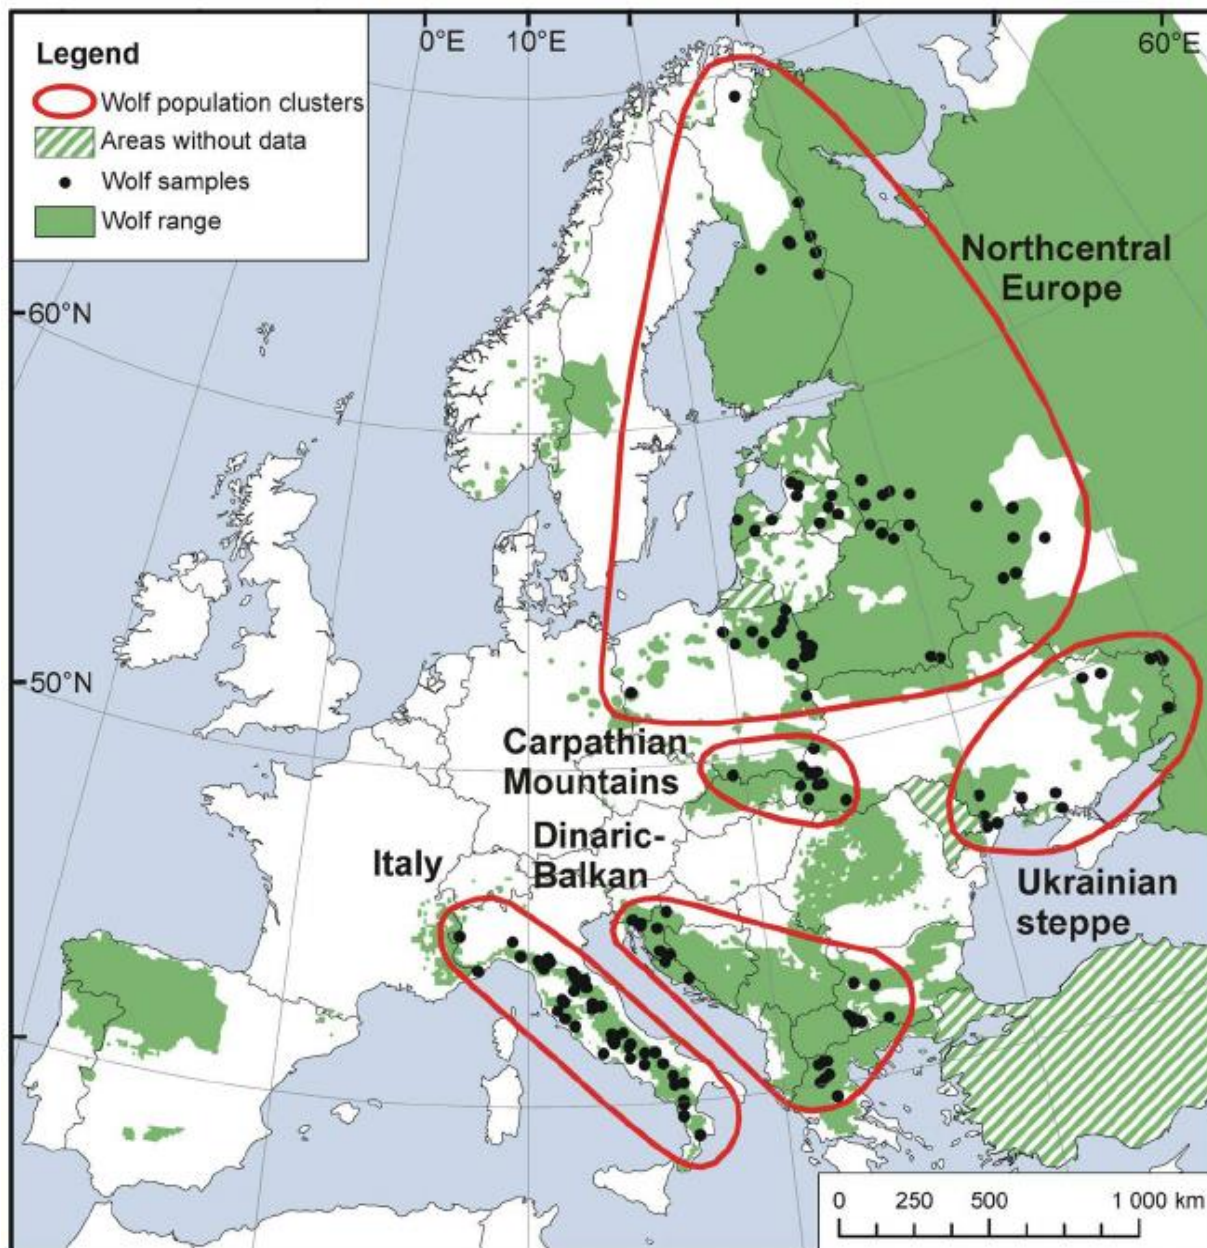 Legend
Wolf population clusters
Areas without data
Wolf samples
Wolf range
0°E
10°E
60°E
60°N
50°N
Northcentral
Europe
Carpathian
Mountains
Dinaric-
Balkan
Italy
Ukrainian
steppe
0 250 500 1 000 km